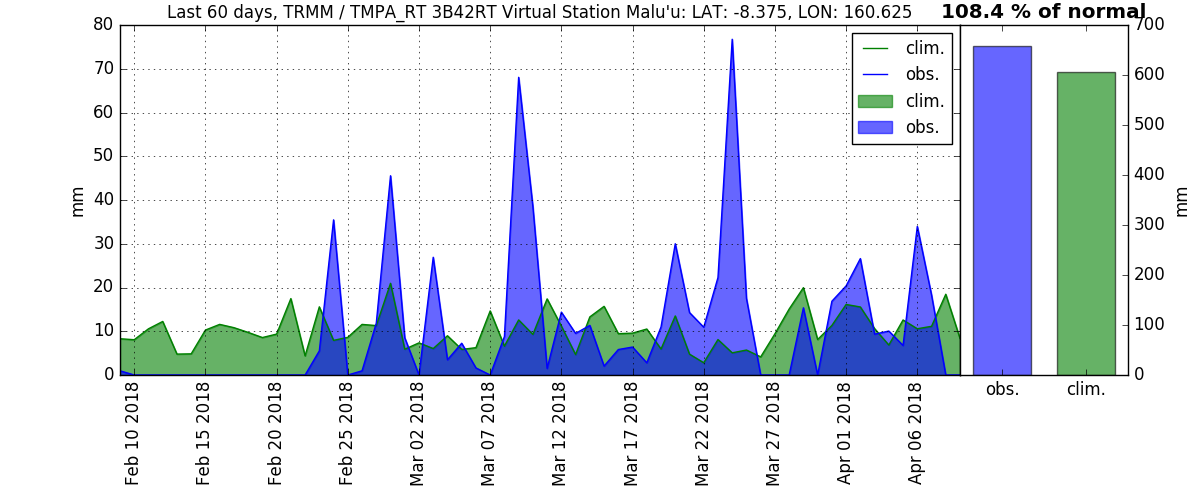 Last 60 days, TRMM / TMPA_RT 3B42RT Virtual Station Malu'u: LAT: -8.375, LON: 160.625
108.4 % of normal
80
70
60
50
40
30
20
10
0
mm
clim.
obs.
clim.
obs.
700
600
500
400
300
200
100
0
mm
Feb 10 2018
Feb 15 2018
Feb 20 2018
Feb 25 2018
Mar 02 2018
Mar 07 2018
Mar 12 2018
Mar 17 2018
Mar 22 2018
Mar 27 2018
Apr 01 2018
Apr 06 2018
obs.
clim.